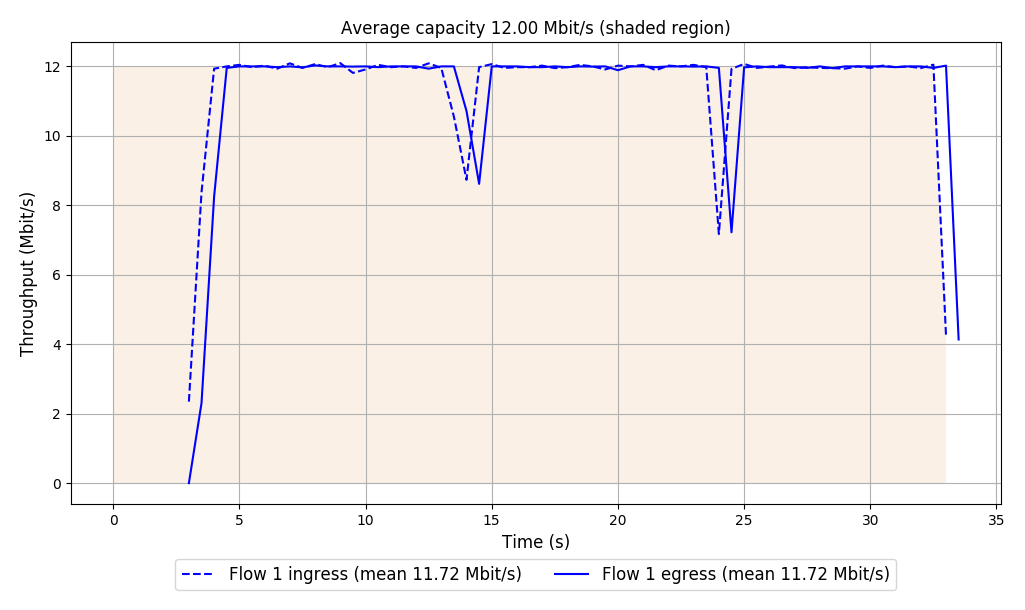 Average capacity 12.00 Mbit/s (shaded region)
Throughput (Mbit/s)
12
10
8
6
4
2
0
0 5 10 15 20 25 30 35
Time (s)
Flow 1 ingress (mean 11.72 Mbit/s) Flow 1 egress (mean 11.72 Mbit/s)